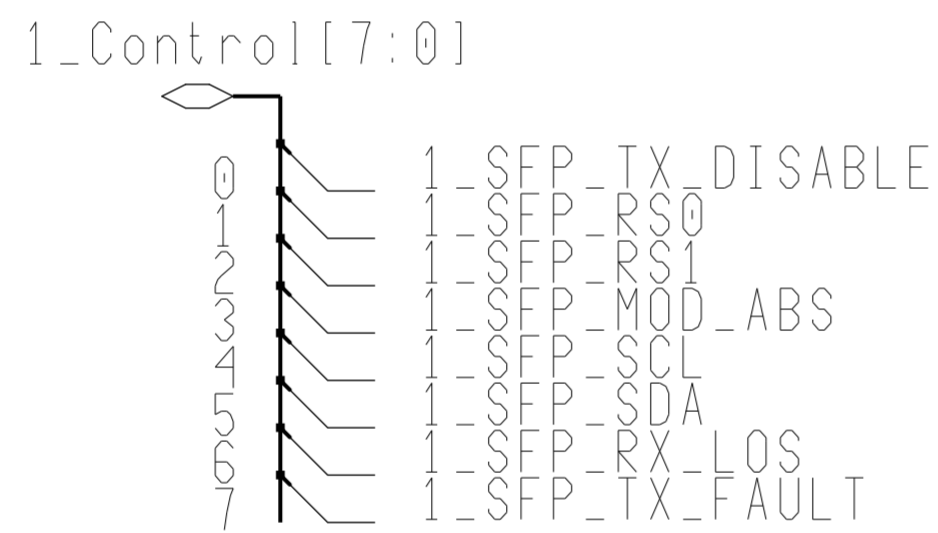 1_Control[7:0]
0 1_SFP_TX_DISABLE
1 1_SFP_RS0
2 1_SFP_RS1
3 1_SFP_MOD_ABS
4 1_SFP_SCL
5 1_SFP_SDA
6 1_SFP_RX_LOS
7 1_SFP_TX_FAULT